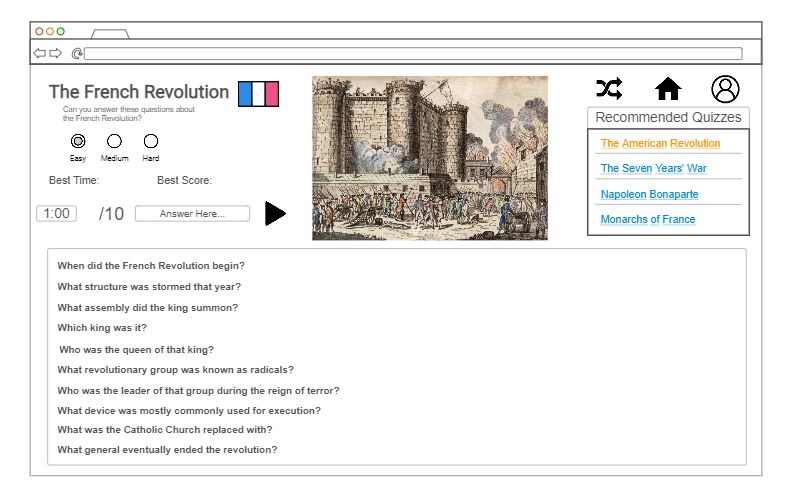 The French Revolution
Can you answer these questions about
the French Revolution?
Easy Medium Hard
Best Time: Best Score:
1:00 /10 Answer Here...
Recommended Quizzes
The American Revolution
The Seven Years' War
Napoleon Bonaparte
Monarchs of France
When did the French Revolution begin?
What structure was stormed that year?
What assembly did the king summon?
Which king was it?
Who was the queen of that king?
What revolutionary group was known as radicals?
Who was the leader of that group during the reign of terror?
What device was mostly commonly used for execution?
What was the Catholic Church replaced with?
What general eventually ended the revolution?